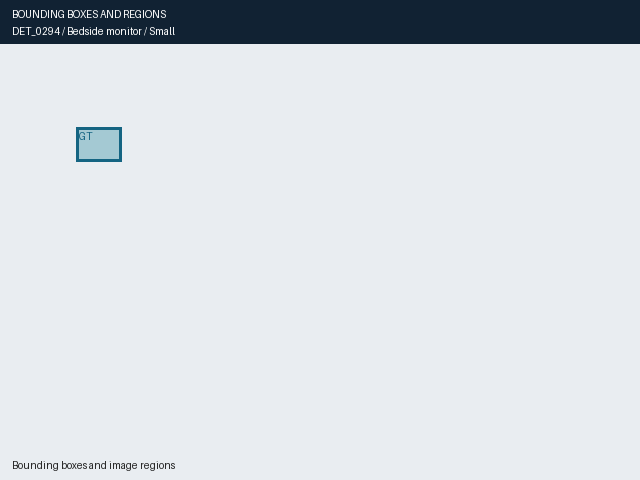 BOUNDING BOXES AND REGIONS
DET_0294 / Bedside monitor / Small
GT
Bounding boxes and image regions